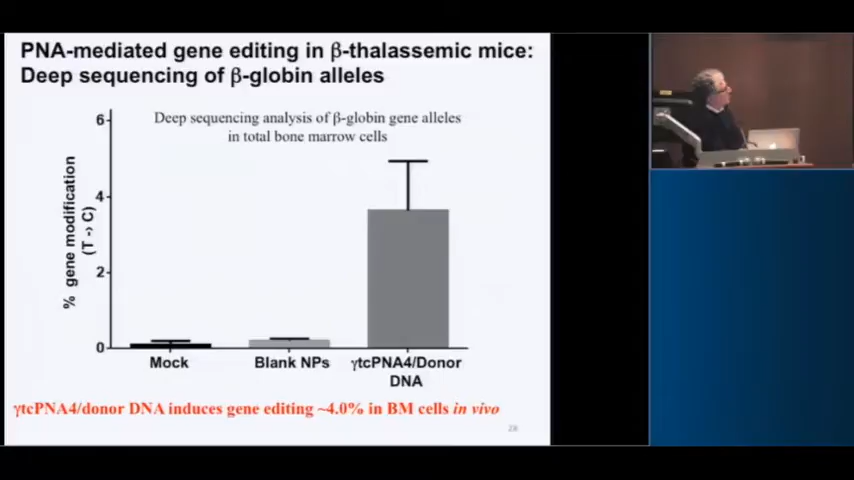 PNA-mediated gene editing in β-thalassemic mice:
Deep sequencing of β-globin alleles
Deep sequencing analysis of β-globin gene alleles
in total bone marrow cells
% gene modification
(T -> C)
6
4
2
0
Mock
Blank NPs
γtcPNA4/Donor
DNA
γtcPNA4/donor DNA induces gene editing ~4.0% in BM cells in vivo
28